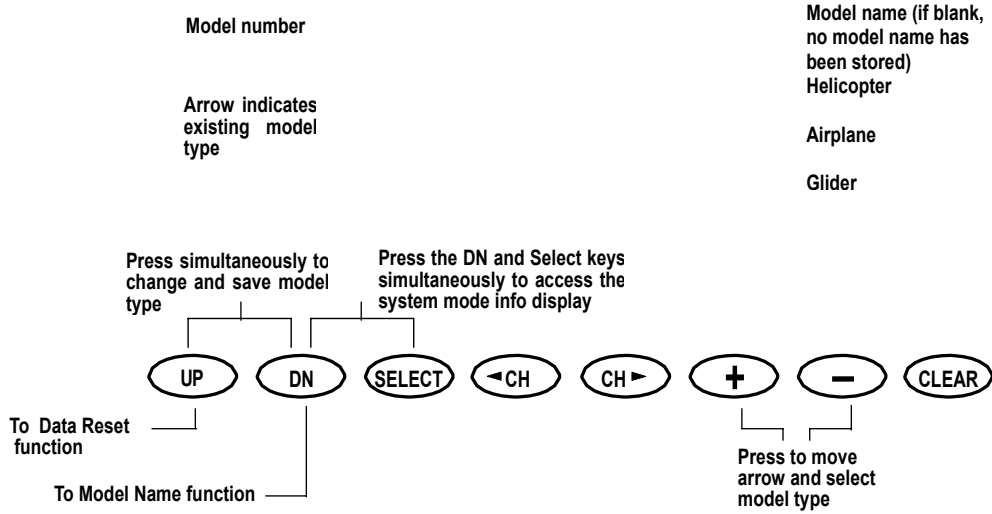 Model number
Model name (if blank,
no model name has
been stored)
Helicopter
Arrow indicates
existing model
type
Airplane
Glider
Press simultaneously to
change and save model
type
Press the DN and Select keys
simultaneously to access the
system mode info display
UP
DN
SELECT
◄CH
CH►
+
−
CLEAR
To Data Reset
function
To Model Name function
Press to move
arrow and select
model type